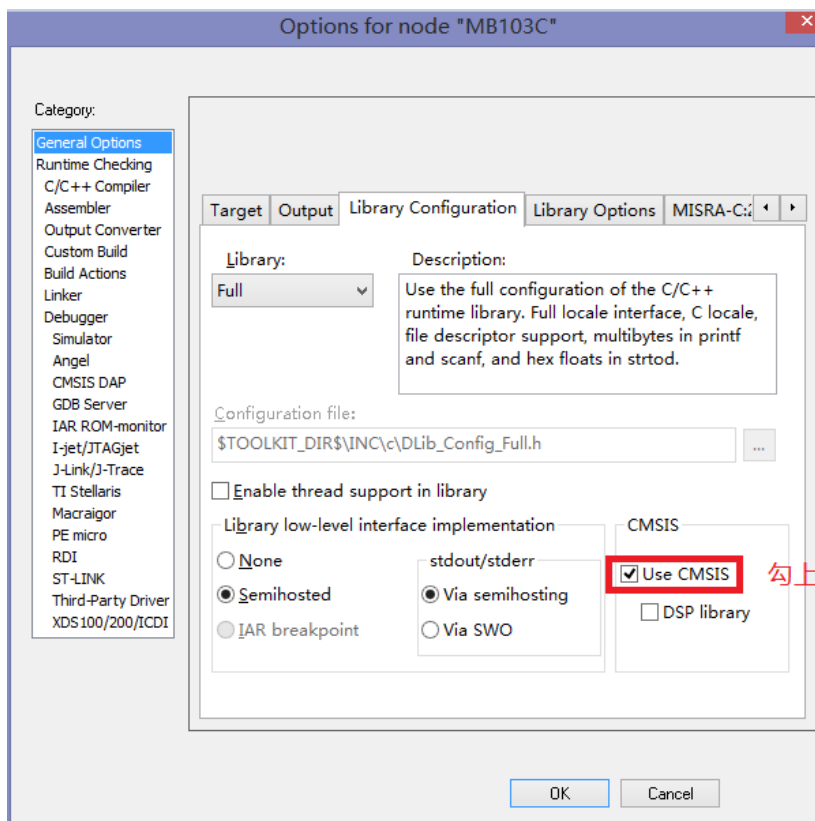 Options for node "MB103C"
Category:
General Options
Runtime Checking
C/C++ Compiler
Assembler
Output Converter
Custom Build
Build Actions
Linker
Debugger
Simulator
Angel
CMSIS DAP
GDB Server
IAR ROM-monitor
I-jet/JTAGjet
J-Link/J-Trace
TI Stellaris
Macraigor
PE micro
RDI
ST-LINK
Third-Party Driver
XDS100/200/ICDI
Target
Output
Library Configuration
Library Options
MISRA-C:2
Library:
Full
Description:
Use the full configuration of the C/C++
runtime library. Full locale interface, C locale,
file descriptor support, multibytes in printf
and scanf, and hex floats in strtod.
Configuration file:
$TOOLKIT_DIR$\INC\c\DLib_Config_Full.h
...
Enable thread support in library
Library low-level interface implementation
None
Semihosted
IAR breakpoint
stdout/stderr
Via semihosting
Via SWO
CMSIS
Use CMSIS
勾上
DSP library
OK
Cancel